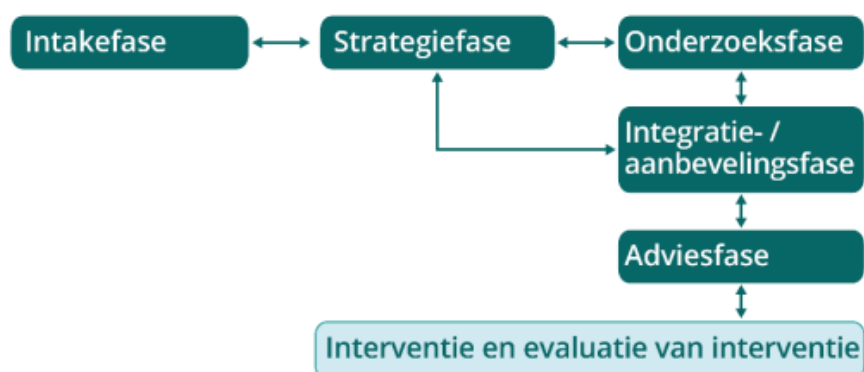 Intakefase
Strategiefase
Onderzoeksfase
Integratie- /
aanbevelingsfase
Adviesfase
Interventie en evaluatie van interventie